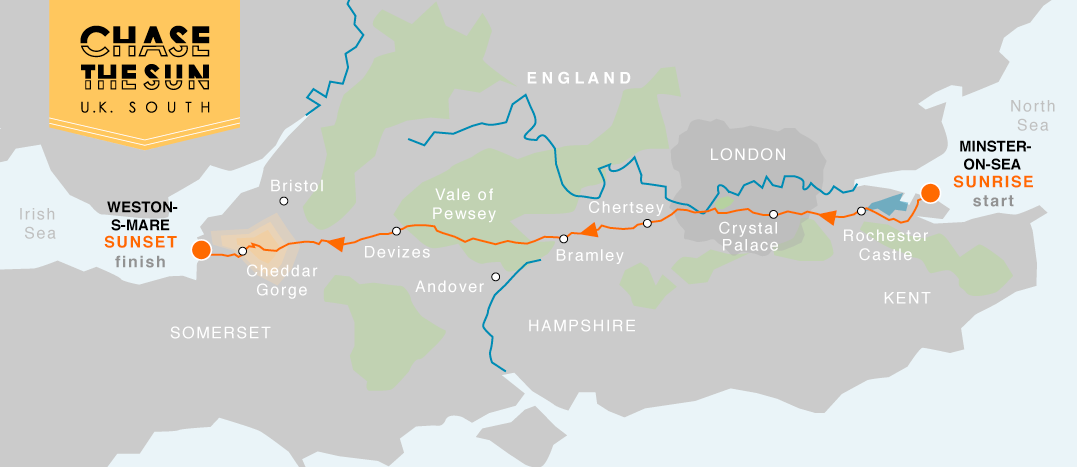 CHASE
THE SUN
U.K. SOUTH
ENGLAND
North
Sea
MINSTER-
ON-SEA
SUNRISE
start
LONDON
Bristol
Vale of
Pewsey
Chertsey
Irish
Sea
WESTON-
S-MARE
SUNSET
finish
Devizes
Bramley
Crystal
Palace
Rochester
Castle
Cheddar
Gorge
Andover
KENT
SOMERSET
HAMPSHIRE